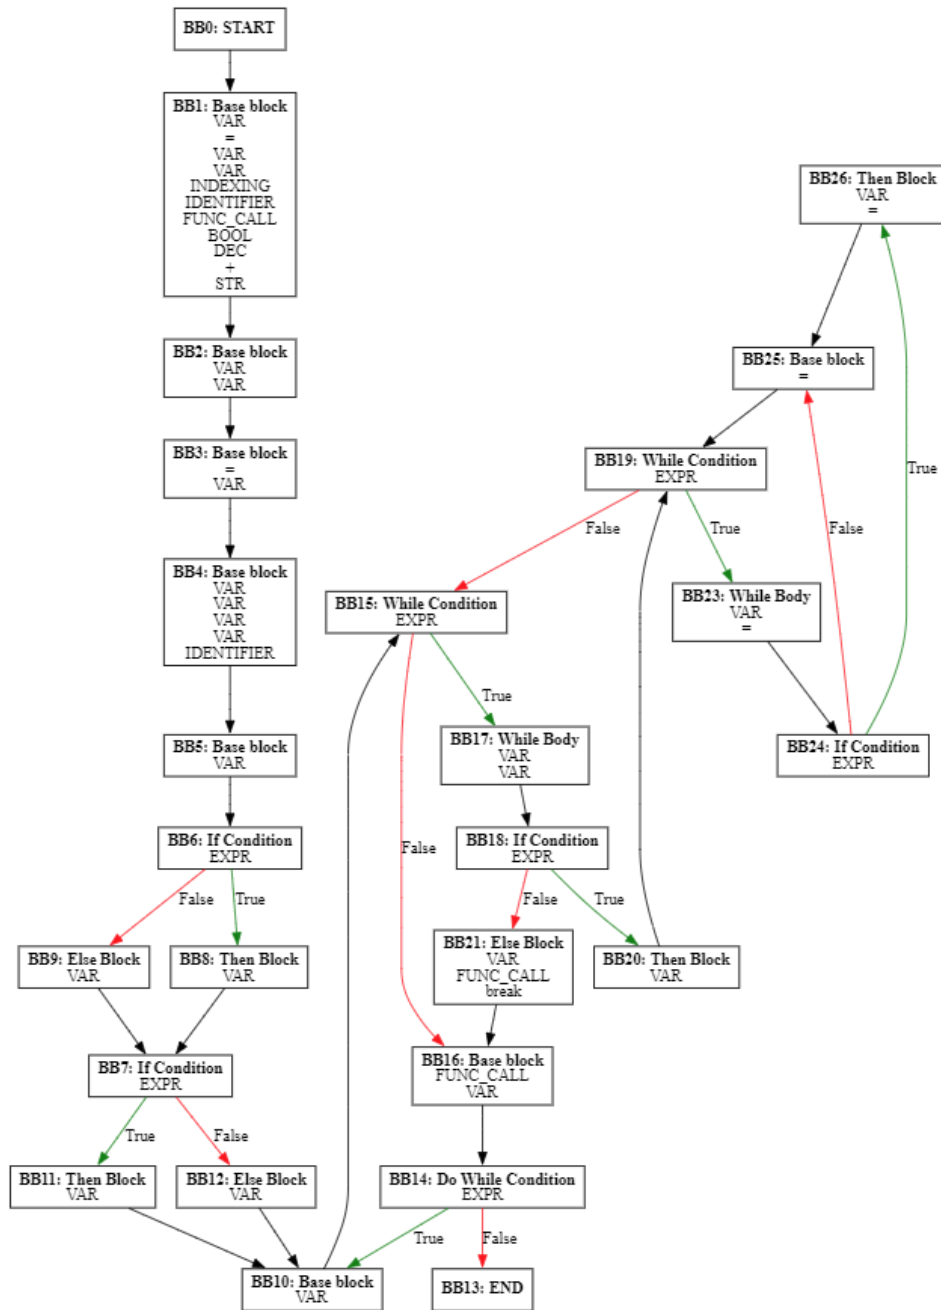 BB0: START
BB1: Base block
VAR
=
VAR
VAR
INDEXING
IDENTIFIER
FUNC_CALL
BOOL
DEC
+
STR
BB2: Base block
VAR
VAR
BB3: Base block
=
VAR
BB4: Base block
VAR
VAR
VAR
VAR
IDENTIFIER
BB5: Base block
VAR
BB6: If Condition
EXPR
False
True
BB9: Else Block
VAR
BB8: Then Block
VAR
BB7: If Condition
EXPR
True
False
BB11: Then Block
VAR
BB12: Else Block
VAR
BB10: Base block
VAR
BB26: Then Block
VAR
=
BB25: Base block
=
BB19: While Condition
EXPR
False
True
False
True
BB23: While Body
VAR
=
BB24: If Condition
EXPR
BB15: While Condition
EXPR
True
False
BB17: While Body
VAR
VAR
BB18: If Condition
EXPR
False
True
BB21: Else Block
VAR
FUNC_CALL
break
BB20: Then Block
VAR
BB16: Base block
FUNC_CALL
VAR
BB14: Do While Condition
EXPR
True
False
BB13: END